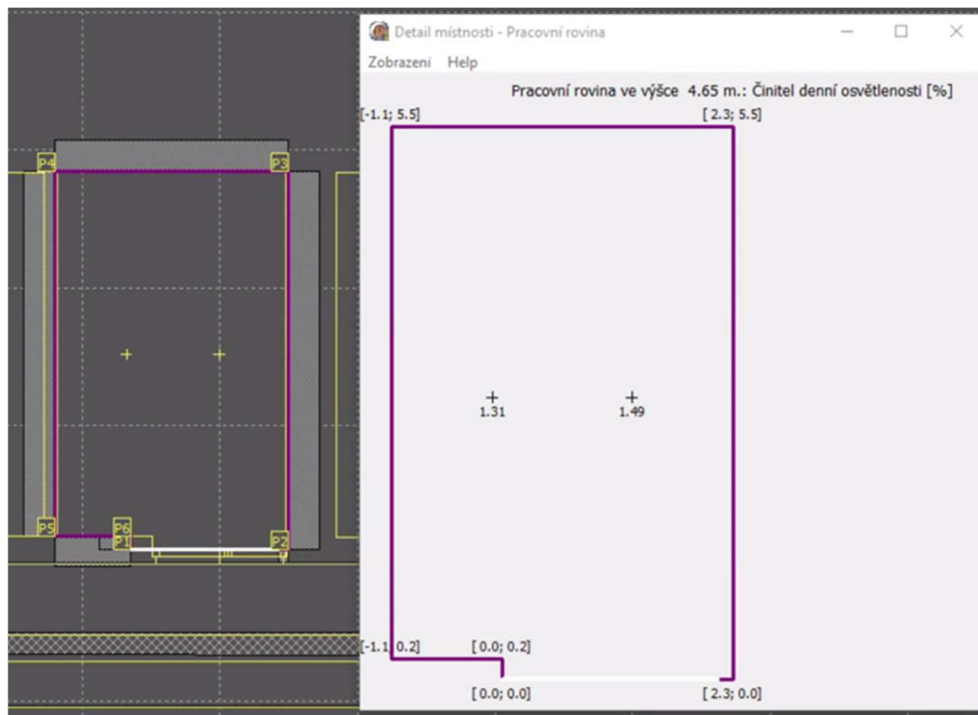 Detail místnosti - Pracovní rovina
Zobrazení Help
Pracovní rovina ve výšce 4.65 m.: Činitel denní osvětlenosti [%]
[-1.1; 5.5] [ 2.3; 5.5]
P4 P3
1.31 1.49
P5 P6
P1 P2
[-1.1; 0.2] [ 0.0; 0.2]
[ 0.0; 0.0] [ 2.3; 0.0]